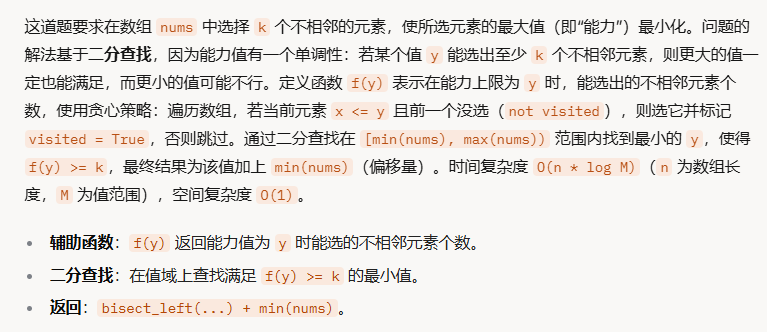 这道题要求在数组 nums 中选择 k 个不相邻的元素，使所选元素的最大值（即“能力”）最小化。问题的
解法基于二分查找，因为能力值有一个单调性：若某个值 y 能选出至少 k 个不相邻元素，则更大的值一
定也能满足，而更小的值可能不行。定义函数 f(y) 表示在能力上限为 y 时，能选出的不相邻元素个
数，使用贪心策略：遍历数组，若当前元素 x <= y 且前一个没选（not visited），则选它并标记
visited = True，否则跳过。通过二分查找在 [min(nums), max(nums)) 范围内找到最小的 y，使得
f(y) >= k，最终结果为该值加上 min(nums)（偏移量）。时间复杂度 O(n * log M)（n 为数组长
度，M 为值范围），空间复杂度 O(1)。
• 辅助函数：f(y) 返回能力值为 y 时能选的不相邻元素个数。
• 二分查找：在值域上查找满足 f(y) >= k 的最小值。
• 返回：bisect_left(...) + min(nums)。